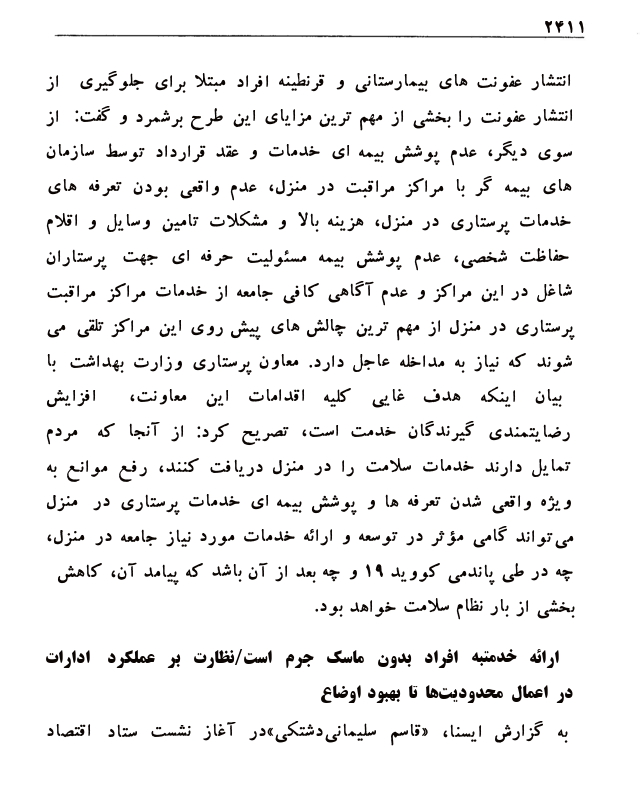 ۲۴۱۱
انتشار عفونت های بیمارستانی و قرنطینه افراد مبتلا برای جلوگیری از
انتشار عفونت را بخشی از مهم ترین مزایای این طرح برشمرد و گفت: از
سوی دیگر، عدم پوشش بیمه ای خدمات و عقد قرارداد توسط سازمان
های بیمه گر با مراکز مراقبت در منزل، عدم واقعی بودن تعرفه های
خدمات پرستاری در منزل، هزینه بالا و مشکلات تامین وسایل و اقلام
حفاظت شخصی، عدم پوشش بیمه مسئولیت حرفه ای جهت پرستاران
شاغل در این مراکز و عدم آگاهی کافی جامعه از خدمات مراکز مراقبت
پرستاری در منزل از مهم ترین چالش های پیش روی این مراکز تلقی می
شوند که نیاز به مداخله عاجل دارد. معاون پرستاری وزارت بهداشت با
بیان اینکه هدف غایی کلیه اقدامات این معاونت، افزایش
رضایتمندی گیرندگان خدمت است، تصریح کرد: از آنجا که مردم
تمایل دارند خدمات سلامت را در منزل دریافت کنند، رفع موانع به
ویژه واقعی شدن تعرفه ها و پوشش بیمه ای خدمات پرستاری در منزل
می‌تواند گامی مؤثر در توسعه و ارائه خدمات مورد نیاز جامعه در منزل،
چه در طی پاندمی کووید ۱۹ و چه بعد از آن باشد که پیامد آن، کاهش
بخشی از بار نظام سلامت خواهد بود.
ارائه خدمتبه افراد بدون ماسک جرم است/نظارت بر عملکرد ادارات
در اعمال محدودیت‌ها تا بهبود اوضاع
به گزارش ایسنا، «قاسم سلیمانی‌دشتکی»در آغاز نشست ستاد اقتصاد